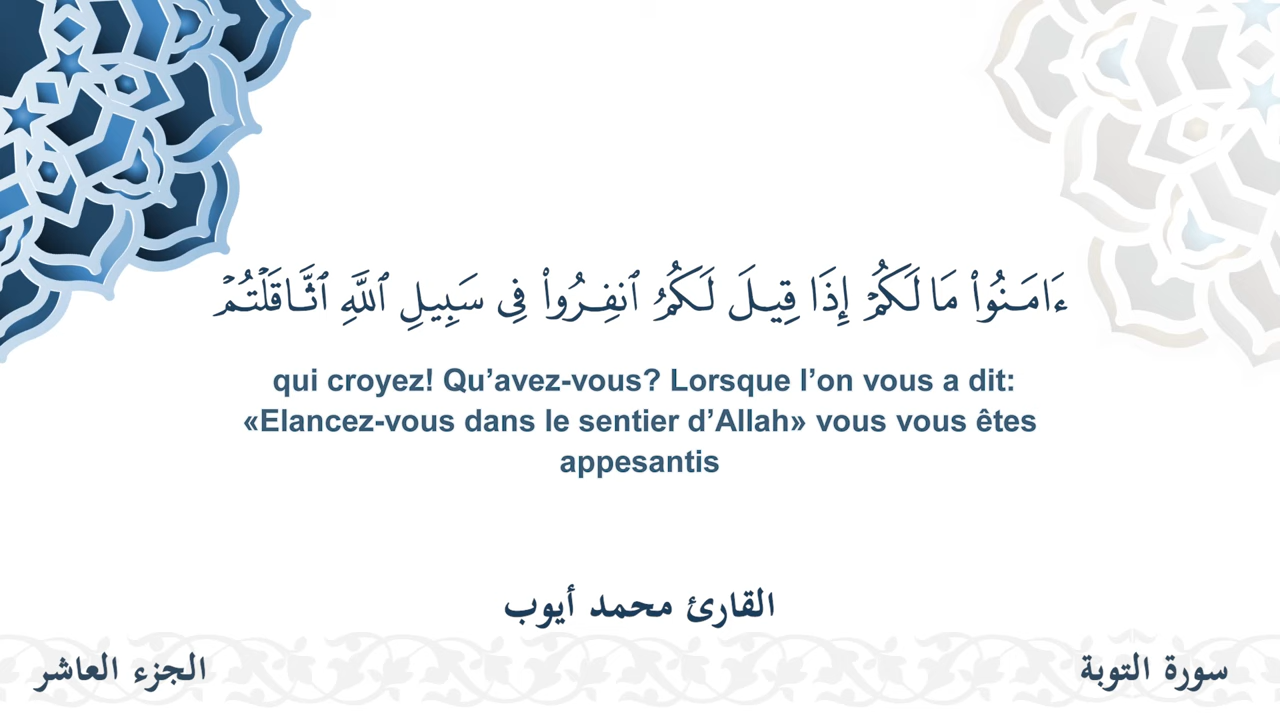 ءَامَنُوا۟ مَا لَكُمْ إِذَا قِيلَ لَكُمُ ٱنفِرُوا۟ فِى سَبِيلِ ٱللَّهِ ٱثَّاقَلْتُمْ
qui croyez! Qu’avez-vous? Lorsque l’on vous a dit:
«Elancez-vous dans le sentier d’Allah» vous vous êtes
appesantis
القارئ محمد أيوب
سورة التوبة
الجزء العاشر